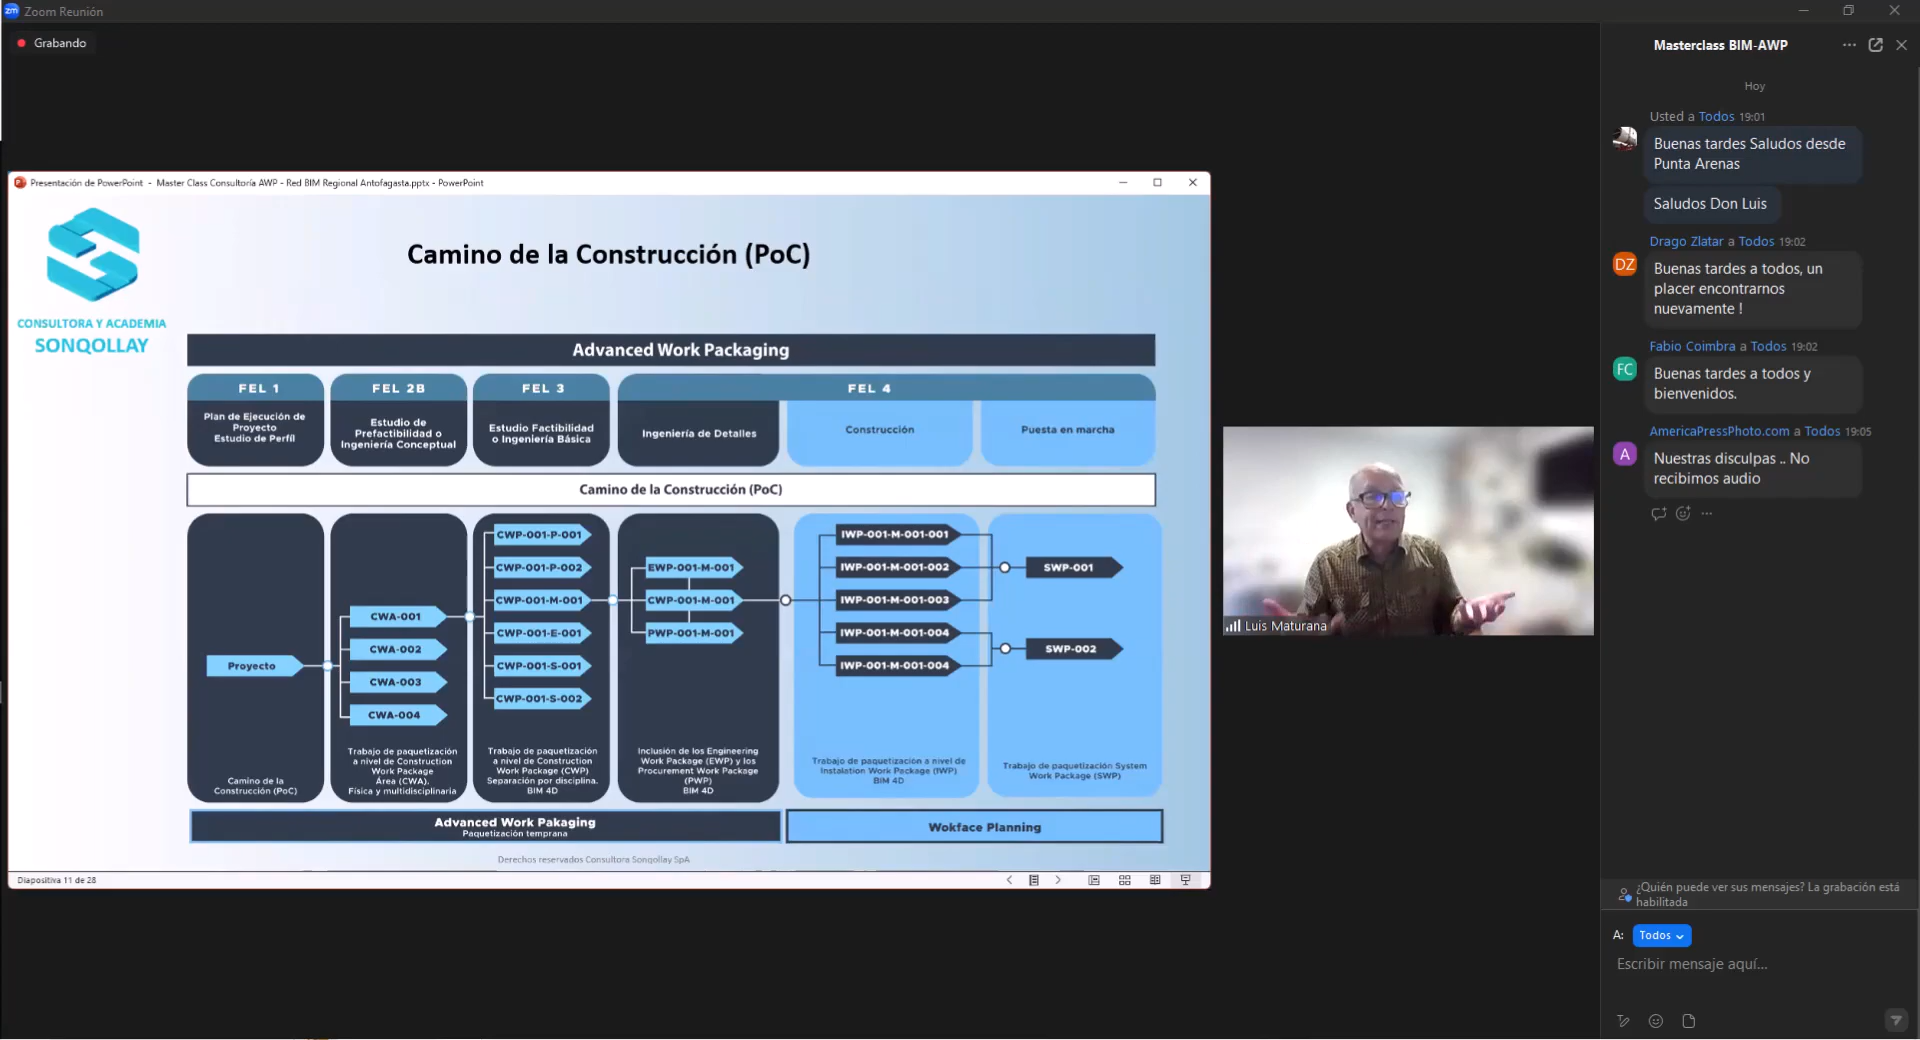 Zoom Reunión
Grabando
Presentación de PowerPoint - Master Class Consultoría AWP - Red BIM Regional Antofagasta.pptx - PowerPoint
CONSULTORA Y ACADEMIA
SONQOLLAY
Camino de la Construcción (PoC)
Advanced Work Packaging
FEL 1
Plan de Ejecución de
Proyecto
Estudio de Perfíl
FEL 2B
Estudio de
Prefactibilidad o
Ingeniería Conceptual
FEL 3
Estudio Factibilidad
o Ingeniería Básica
FEL 4
Ingeniería de Detalles
Construcción
Puesta en marcha
Camino de la Construcción (PoC)
Proyecto
Camino de la
Construcción (PoC)
CWA-001
CWA-002
CWA-003
CWA-004
Trabajo de paquetización
a nivel de Construction
Work Package
Área (CWA).
Física y multidisciplinaria
CWP-001-P-001
CWP-001-P-002
CWP-001-M-001
CWP-001-E-001
CWP-001-S-001
CWP-001-S-002
Trabajo de paquetización
a nivel de Construction
Work Package (CWP)
Separación por disciplina.
BIM 4D
EWP-001-M-001
CWP-001-M-001
PWP-001-M-001
Inclusión de los Engineering
Work Package (EWP) y los
Procurement Work Package
(PWP)
BIM 4D
IWP-001-M-001-001
IWP-001-M-001-002
IWP-001-M-001-003
IWP-001-M-001-004
IWP-001-M-001-004
Trabajo de paquetización a nivel de
Instalation Work Package (IWP)
BIM 4D
SWP-001
SWP-002
Trabajo de paquetización System
Work Package (SWP)
Advanced Work Pakaging
Paquetización temprana
Wokface Planning
Derechos reservados Consultora Sonqollay SpA
Diapositiva 11 de 28
Luis Maturana
Masterclass BIM-AWP
Hoy
Usted a Todos 19:01
Buenas tardes Saludos desde
Punta Arenas
Saludos Don Luis
Drago Zlatar a Todos 19:02
DZ
Buenas tardes a todos, un
placer encontrarnos
nuevamente !
Fabio Coimbra a Todos 19:02
FC
Buenas tardes a todos y
bienvenidos.
AmericaPressPhoto.com a Todos 19:05
A
Nuestras disculpas .. No
recibimos audio
¿Quién puede ver sus mensajes? La grabación está
habilitada
A: Todos
Escribir mensaje aquí...